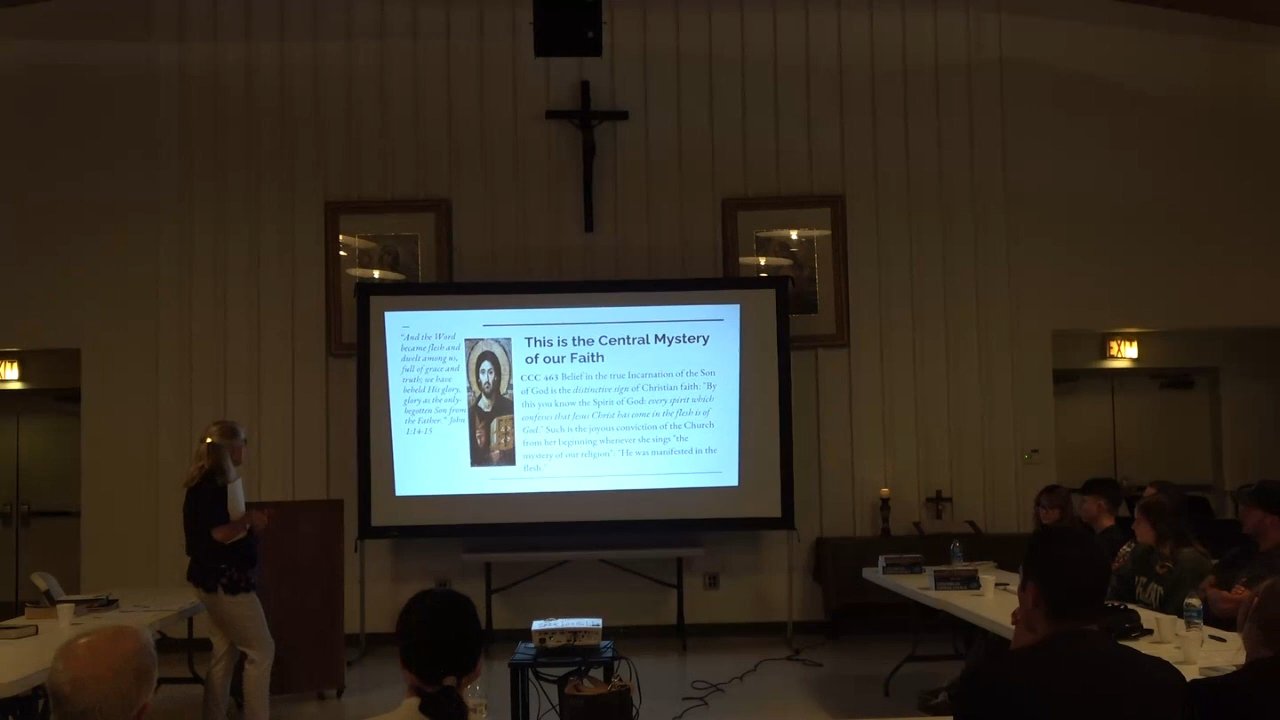 EXIT
"And the Word
became flesh and
dwelt among us,
full of grace and
truth; we have
beheld His glory,
glory as the only-
begotten Son from
the Father." John
1:14-15
This is the Central Mystery
of our Faith
CCC 463 Belief in the true Incarnation of the Son
of God is the distinctive sign of Christian faith: "By
this you know the Spirit of God: every spirit which
confesses that Jesus Christ has come in the flesh is of
God." Such is the joyous conviction of the Church
from her beginning whenever she sings "the
mystery of our religion": "He was manifested in the
flesh."
EXIT